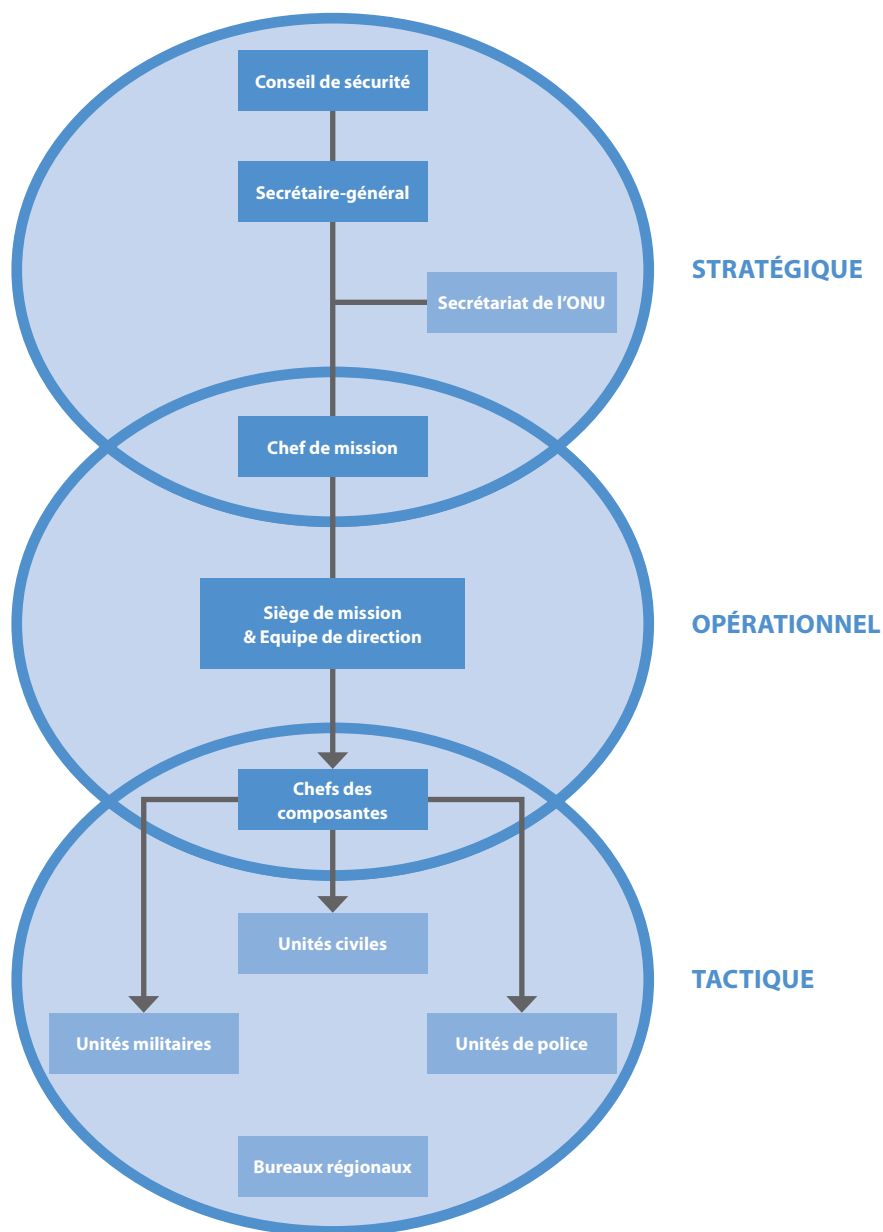 Conseil de sécurité
Secrétaire-général
STRATÉGIQUE
Secrétariat de l'ONU
Chef de mission
Siège de mission
& Equipe de direction
OPÉRATIONNEL
Chefs des
composantes
Unités civiles
TACTIQUE
Unités militaires
Unités de police
Bureaux régionaux